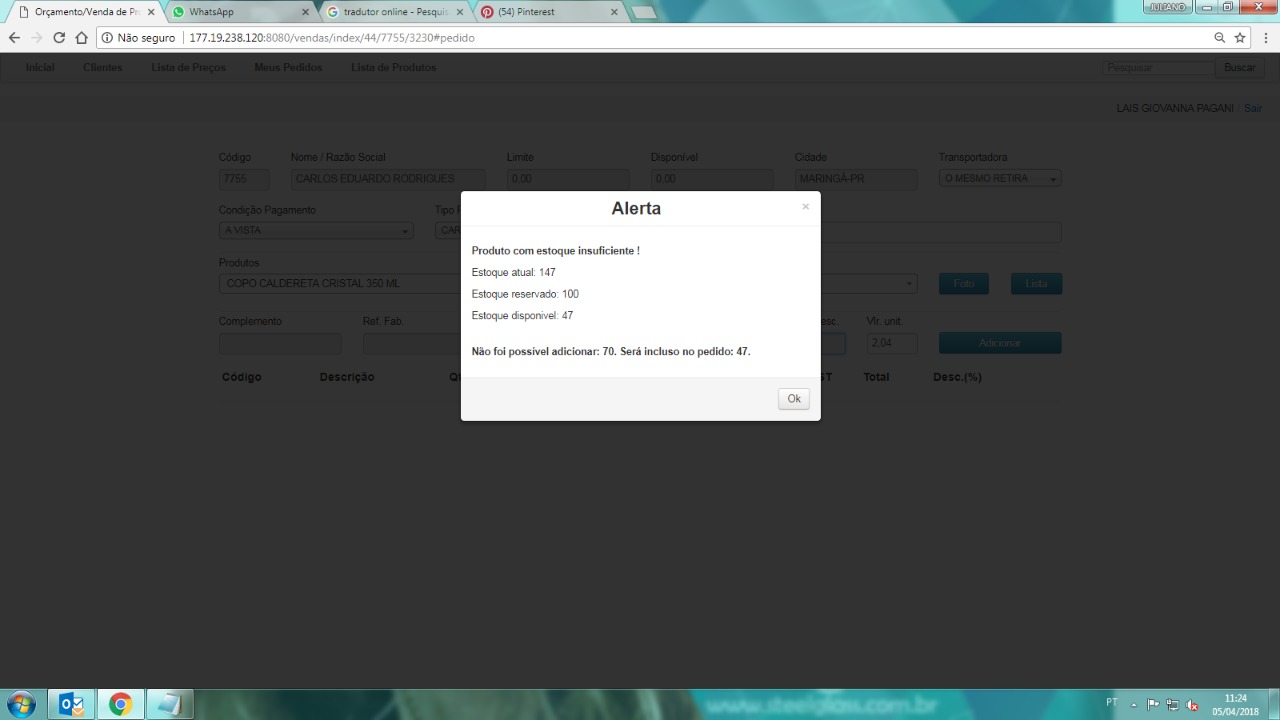 Orçamento/Venda de Pr
WhatsApp
tradutor online - Pesquis
(54) Pinterest
JULIANO
Não seguro
177.19.238.120:8080/vendas/index/44/7755/3230#pedido
Inicial Clientes Lista de Preços Meus Pedidos Lista de Produtos Pesquisar Buscar
LAIS GIOVANNA PAGANI / Sair
Código Nome / Razão Social Limite Disponível Cidade Transportadora
7755 CARLOS EDUARDO RODRIGUES 0,00 0,00 MARINGÁ-PR O MESMO RETIRA
Condição Pagamento Tipo
A VISTA CAR
Produtos
COPO CALDERETA CRISTAL 350 ML Foto Lista
Complemento Ref. Fab. esc. Vlr. unit.
2,04 Adicionar
Código Descrição ST Total Desc.(%)
Alerta
×
Produto com estoque insuficiente !
Estoque atual: 147
Estoque reservado: 100
Estoque disponivel: 47
Não foi possível adicionar: 70. Será incluso no pedido: 47.
Ok
www.steelglass.com.br
PT
11:24
05/04/2018